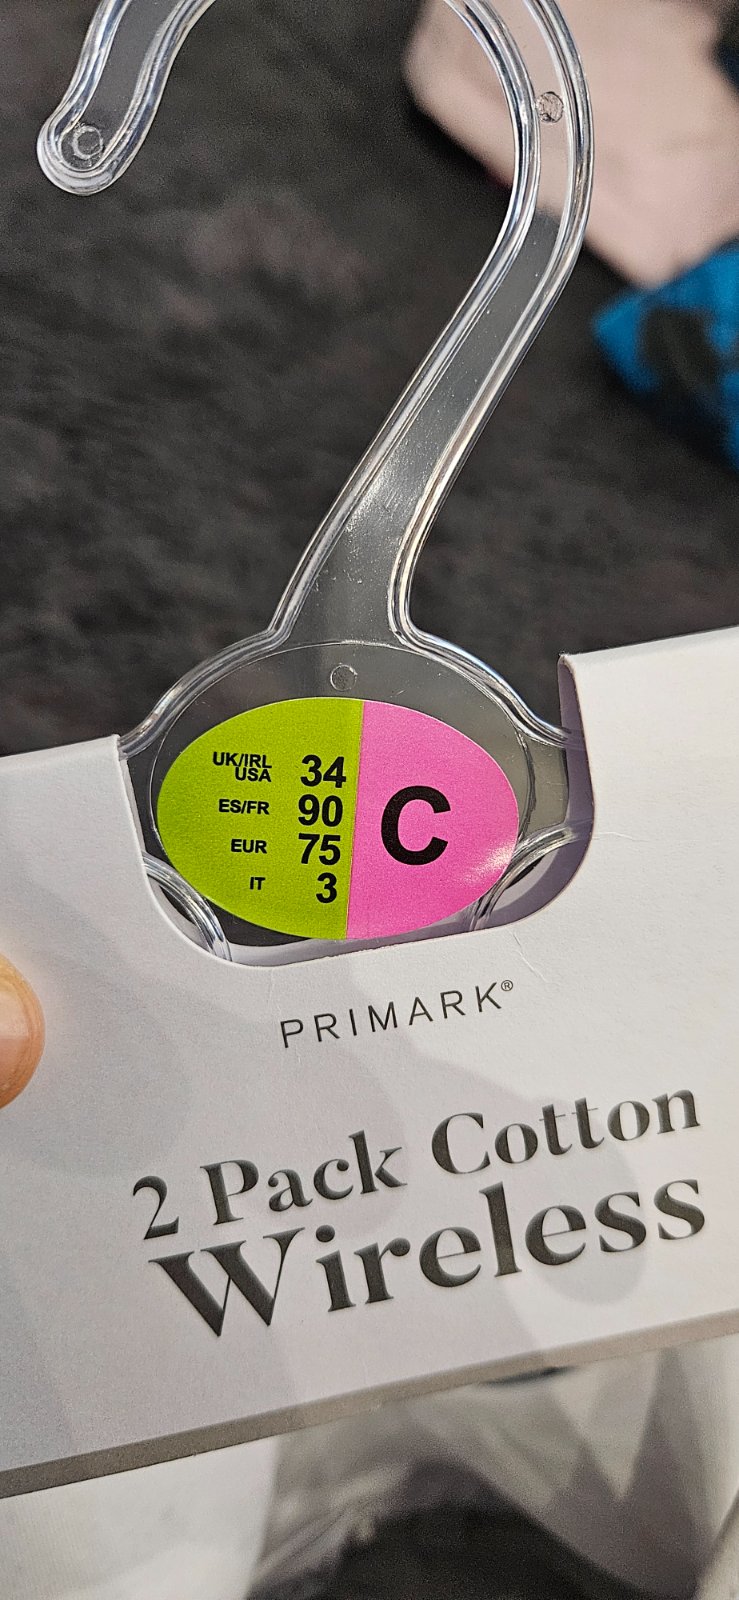 UK/IRL
USA 34
ES/FR 90
EUR 75
IT 3
C
PRIMARK®
2 Pack Cotton
Wireless